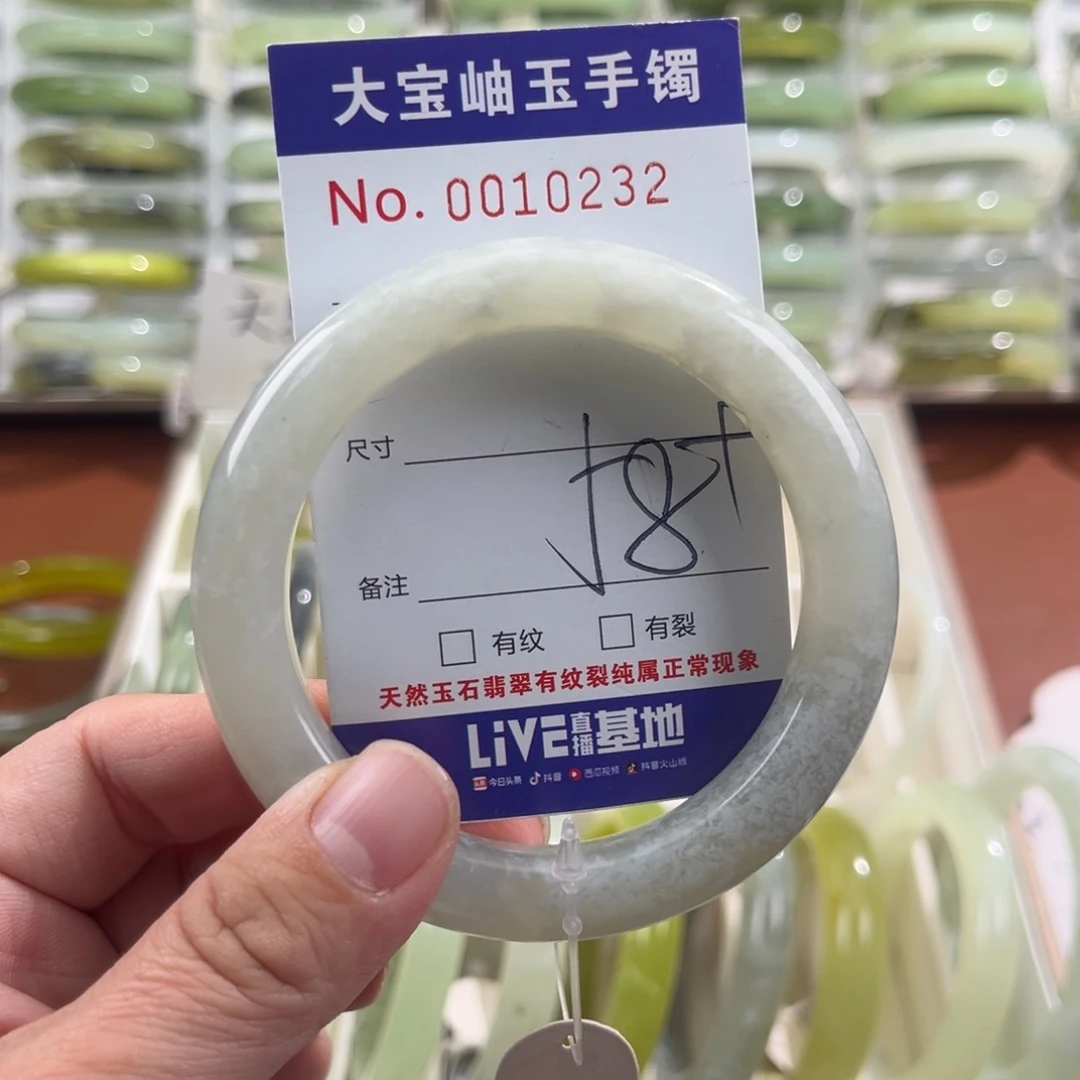 大宝岫玉手镯
No. 0010232
尺寸
58+
备注
□ 有纹 □ 有裂
天然玉石翡翠有纹裂纯属正常现象
LiVE直播基地
今日头条 抖音 西瓜视频 抖音火山版